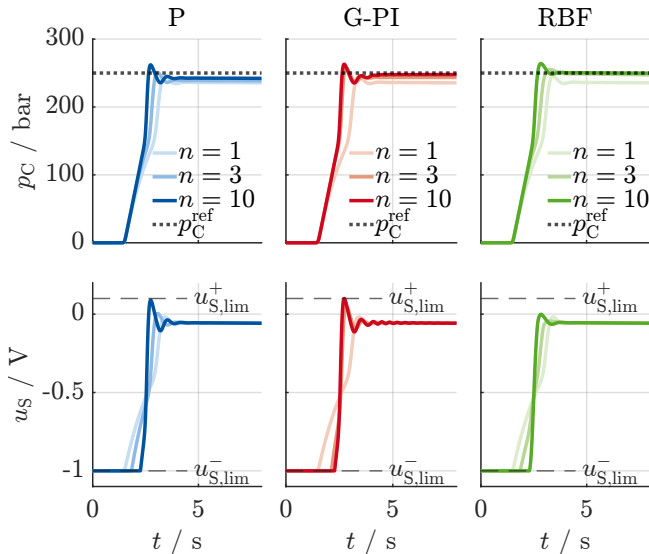 P G-PI RBF
300
200
100
0
p_C / bar
n = 1 n = 1 n = 1
n = 3 n = 3 n = 3
n = 10 n = 10 n = 10
p_C^ref p_C^ref p_C^ref
0
-0.5
-1
u_S / V
u_S,lim^+ u_S,lim^+ u_S,lim^+
u_S,lim^- u_S,lim^- u_S,lim^-
0 5 0 5 0 5
t / s t / s t / s